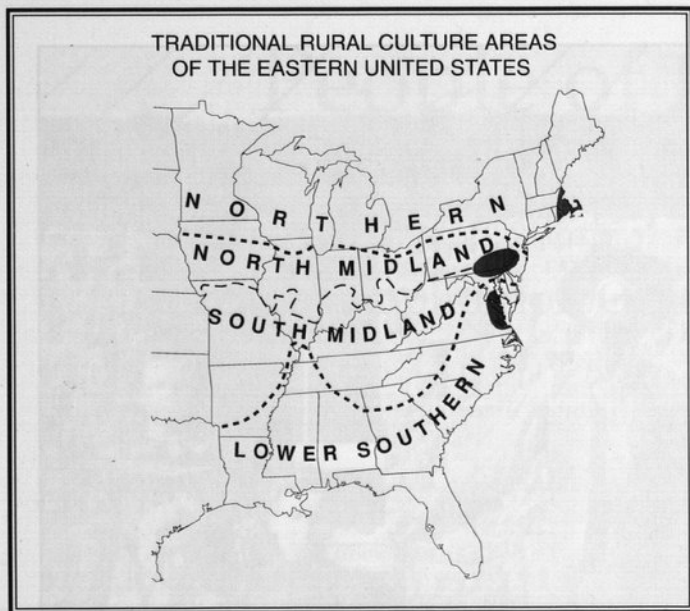 TRADITIONAL RURAL CULTURE AREAS
OF THE EASTERN UNITED STATES
NORTHERN
NORTH MIDLAND
SOUTH MIDLAND
LOWER SOUTHERN